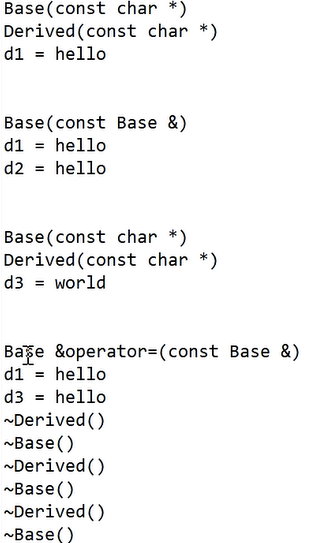 Base(const char *)
Derived(const char *)
d1 = hello
Base(const Base &)
d1 = hello
d2 = hello
Base(const char *)
Derived(const char *)
d3 = world
Base &operator=(const Base &)
d1 = hello
d3 = hello
~Derived()
~Base()
~Derived()
~Base()
~Derived()
~Base()